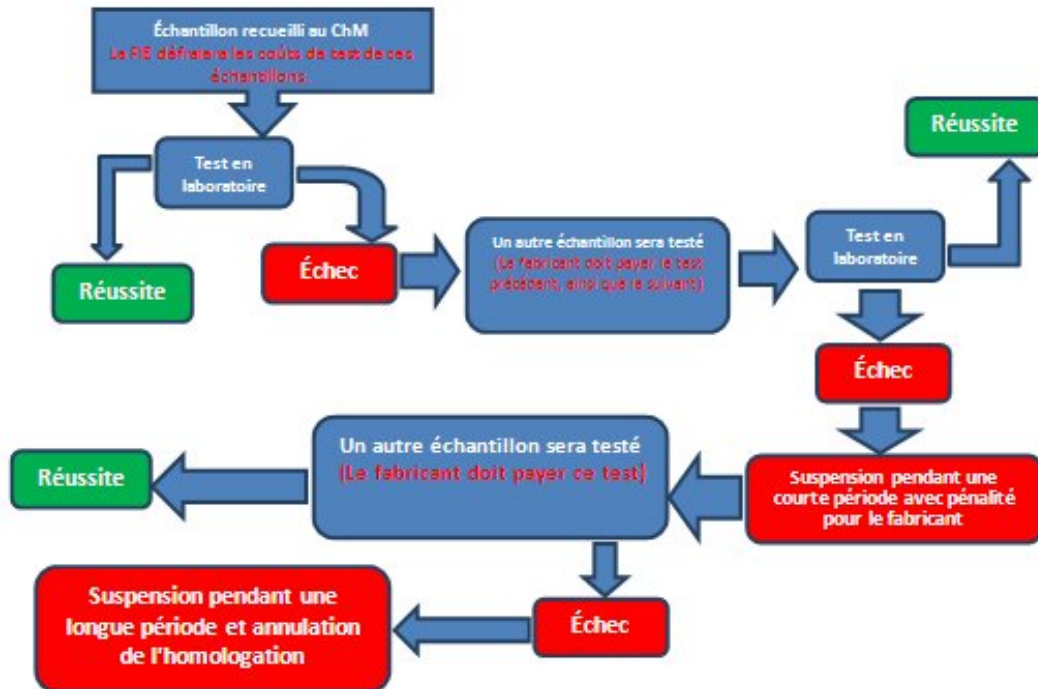 Échantillon recueilli au ChM
La FIE défraiera les coûts de test de ces
échantillons.
Test en
laboratoire
Réussite
Échec
Un autre échantillon sera testé
(Le fabricant doit payer le test
précédent, ainsi que le suivant)
Test en
laboratoire
Réussite
Échec
Suspension pendant une
courte période avec pénalité
pour le fabricant
Un autre échantillon sera testé
(Le fabricant doit payer ce test)
Réussite
Échec
Suspension pendant une
longue période et annulation
de l'homologation